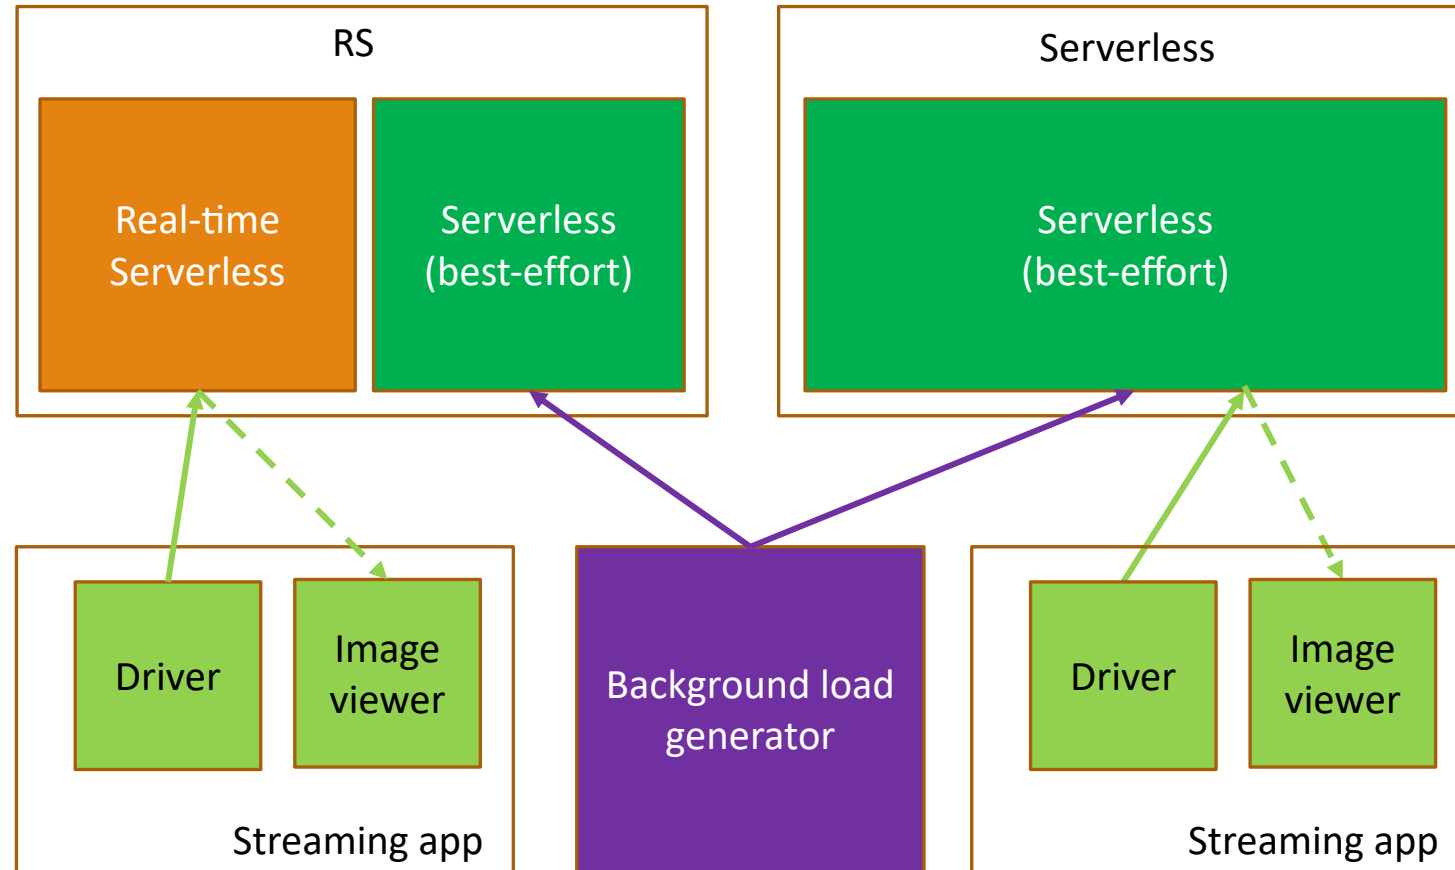 RS
Serverless
Real-time
Serverless
Serverless
(best-effort)
Serverless
(best-effort)
Driver
Image
viewer
Streaming app
Background load
generator
Driver
Image
viewer
Streaming app